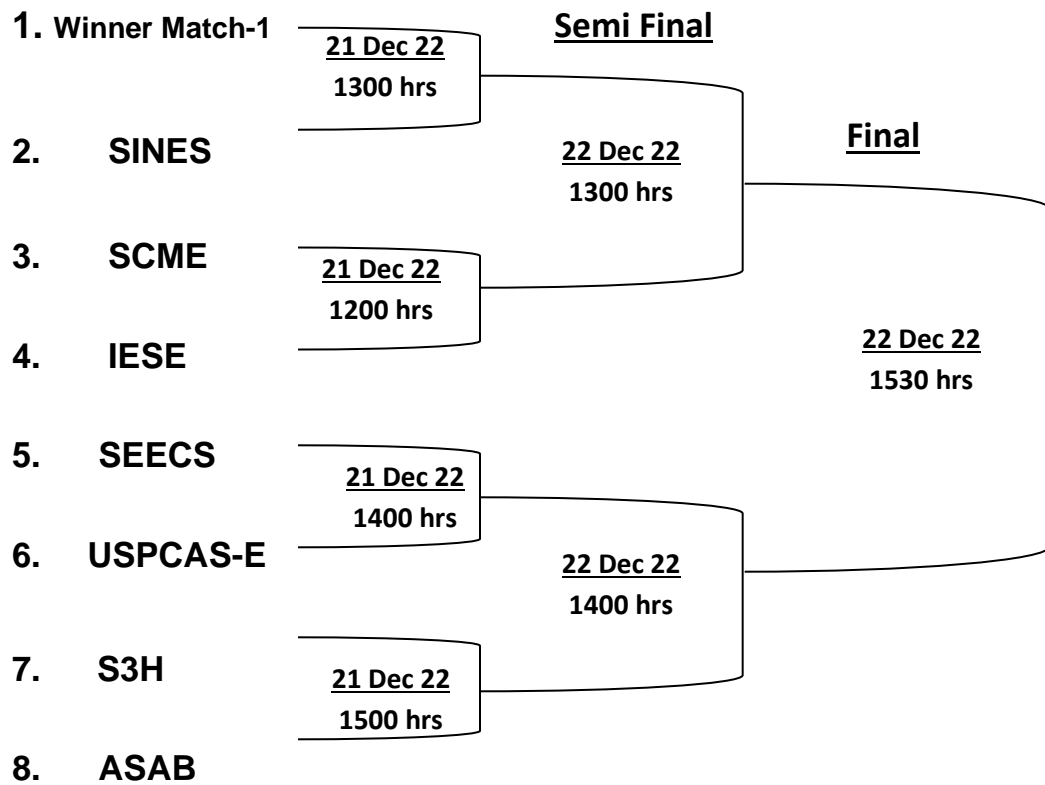 1. Winner Match-1
Semi Final
21 Dec 22
1300 hrs
2. SINES
22 Dec 22
1300 hrs
Final
3. SCME
21 Dec 22
1200 hrs
4. IESE
22 Dec 22
1530 hrs
5. SEECS
21 Dec 22
1400 hrs
6. USPCAS-E
22 Dec 22
1400 hrs
7. S3H
21 Dec 22
1500 hrs
8. ASAB